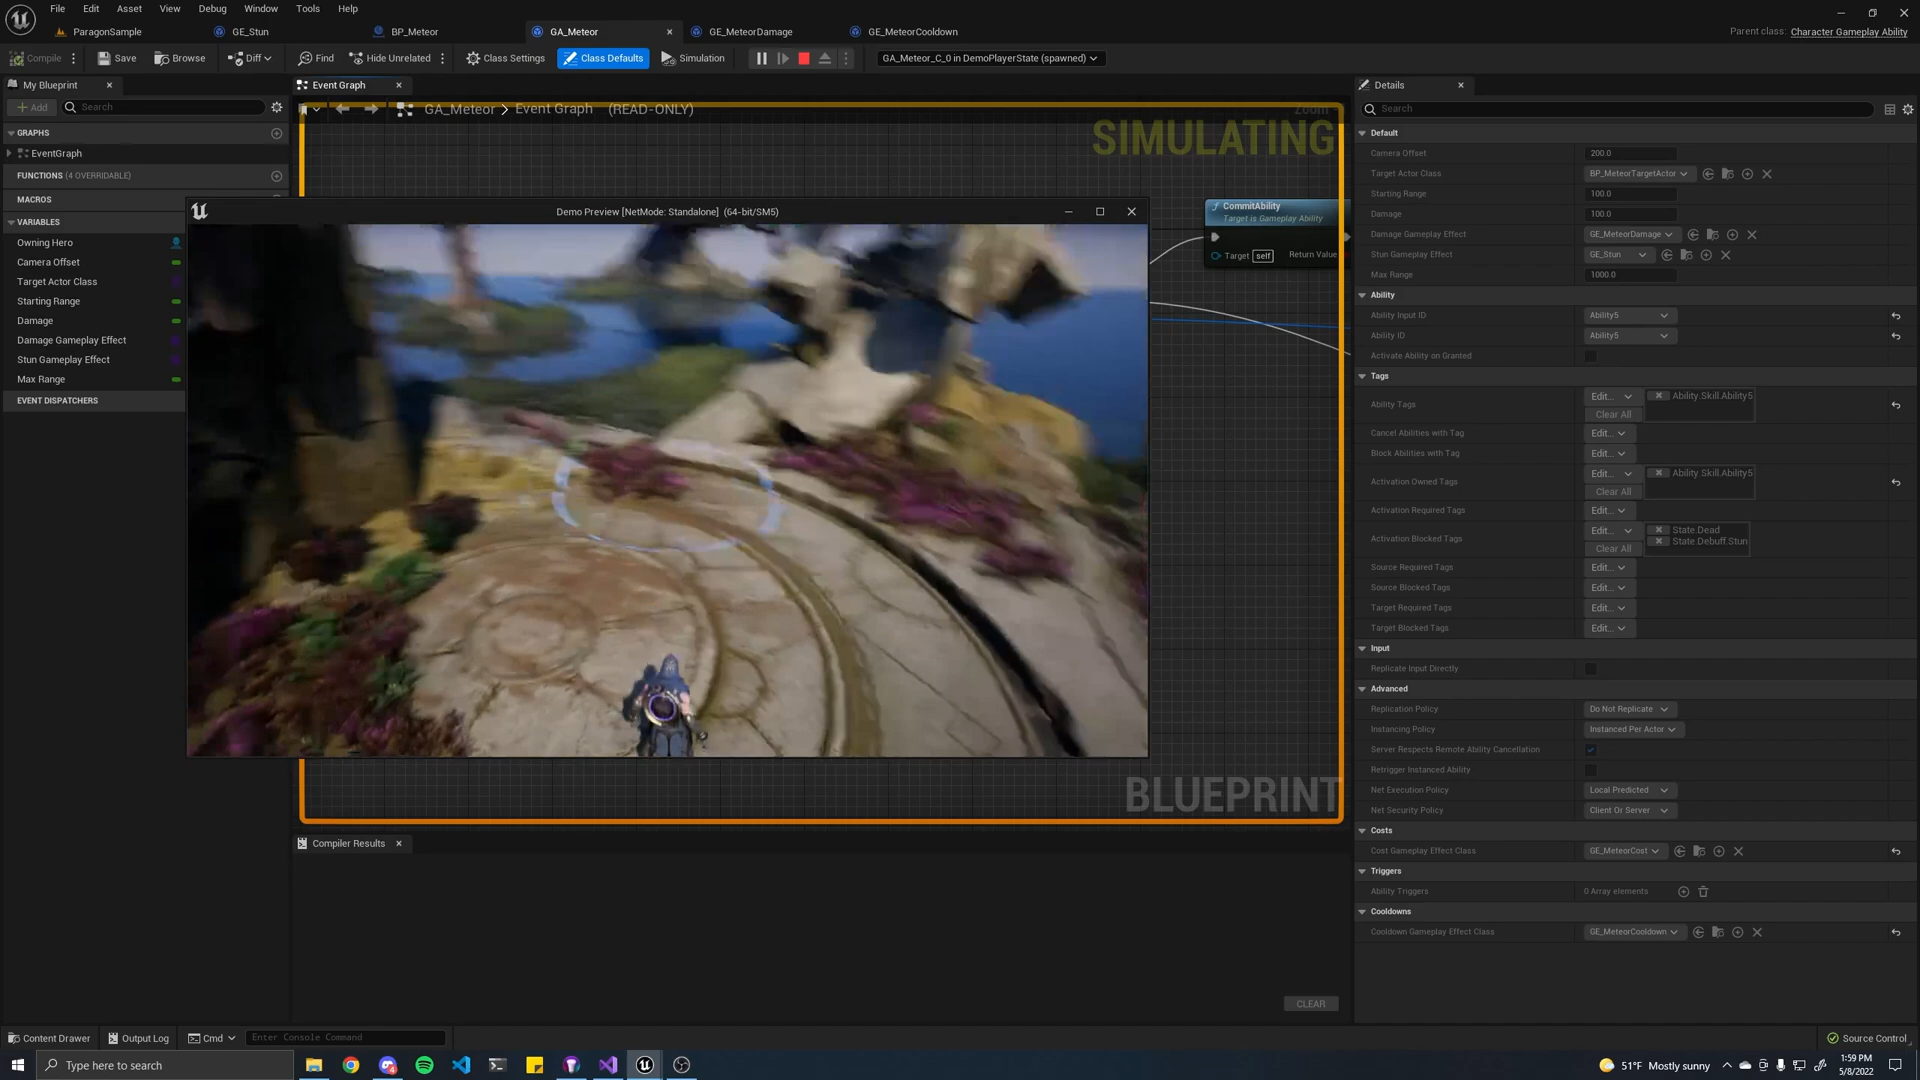 File Edit Asset View Debug Window Tools Help
ParagonSample GE_Stun BP_Meteor GA_Meteor GE_MeteorDamage GE_MeteorCooldown
Parent class: Character Gameplay Ability
Compile Save Browse Diff Find Hide Unrelated Class Settings Class Defaults Simulation GA_Meteor_C_0 in DemoPlayerState (spawned)
My Blueprint
Add Search
GRAPHS
EventGraph
FUNCTIONS (4 OVERRIDABLE)
MACROS
VARIABLES
Owning Hero
Camera Offset
Target Actor Class
Starting Range
Damage
Damage Gameplay Effect
Stun Gameplay Effect
Max Range
EVENT DISPATCHERS
Event Graph
GA_Meteor > Event Graph (READ-ONLY)
Zoom
SIMULATING
Demo Preview [NetMode: Standalone] (64-bit/SM5)
CommitAbility
Target is Gameplay Ability
Target self Return Value
BLUEPRINT
Compiler Results
CLEAR
Details
Search
Default
Camera Offset 200.0
Target Actor Class BP_MeteorTargetActor
Starting Range 100.0
Damage 100.0
Damage Gameplay Effect GE_MeteorDamage
Stun Gameplay Effect GE_Stun
Max Range 1000.0
Ability
Ability Input ID Ability5
Ability ID Ability5
Activate Ability on Granted
Tags
Ability Tags Edit... Ability.Skill.Ability5
Clear All
Cancel Abilities with Tag Edit...
Block Abilities with Tag Edit...
Activation Owned Tags Edit... Ability.Skill.Ability5
Clear All
Activation Required Tags Edit...
Activation Blocked Tags Edit... State.Dead
State.Debuff.Stun
Clear All
Source Required Tags Edit...
Source Blocked Tags Edit...
Target Required Tags Edit...
Target Blocked Tags Edit...
Input
Replicate Input Directly
Advanced
Replication Policy Do Not Replicate
Instancing Policy Instanced Per Actor
Server Respects Remote Ability Cancellation
Retrigger Instanced Ability
Net Execution Policy Local Predicted
Net Security Policy Client Or Server
Costs
Cost Gameplay Effect Class GE_MeteorCost
Triggers
Ability Triggers 0 Array elements
Cooldowns
Cooldown Gameplay Effect Class GE_MeteorCooldown
Content Drawer Output Log Cmd Enter Console Command Source Control
Type here to search
51°F Mostly sunny
1:59 PM
5/8/2022